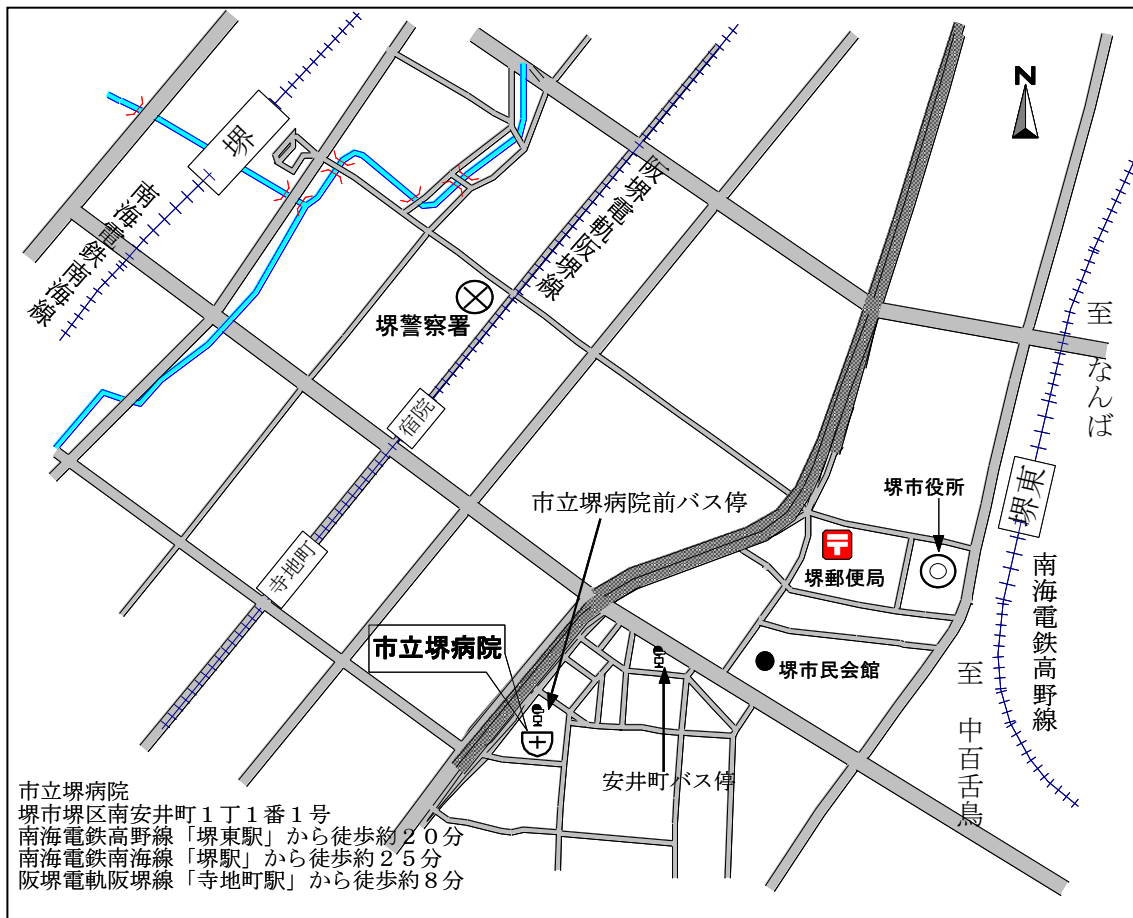 N
堺
南海電鉄南海線
阪堺電軌阪堺線
堺警察署
至 なんば
宿院
堺東
堺市役所
市立堺病院前バス停
寺地町
〒
堺郵便局
南海電鉄高野線
市立堺病院
堺市民会館
至 中百舌鳥
安井町バス停
市立堺病院
堺市堺区南安井町1丁1番1号
南海電鉄高野線「堺東駅」から徒歩約20分
南海電鉄南海線「堺駅」から徒歩約25分
阪堺電軌阪堺線「寺地町駅」から徒歩約8分